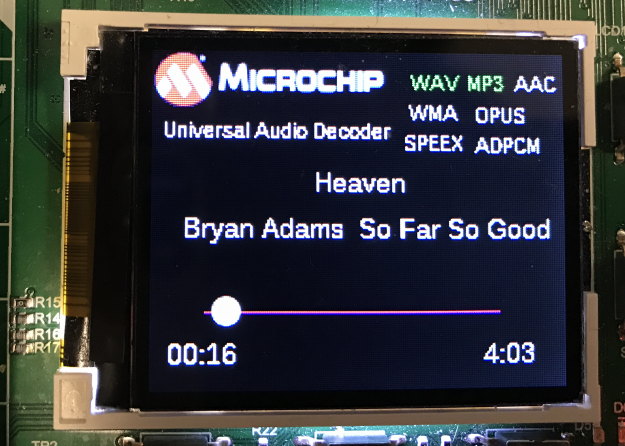 MICROCHIP
WAV MP3 AAC
WMA OPUS
Universal Audio Decoder
SPEEX ADPCM
Heaven
Bryan Adams So Far So Good
00:16 4:03
R15
R14
R16
R17
R22